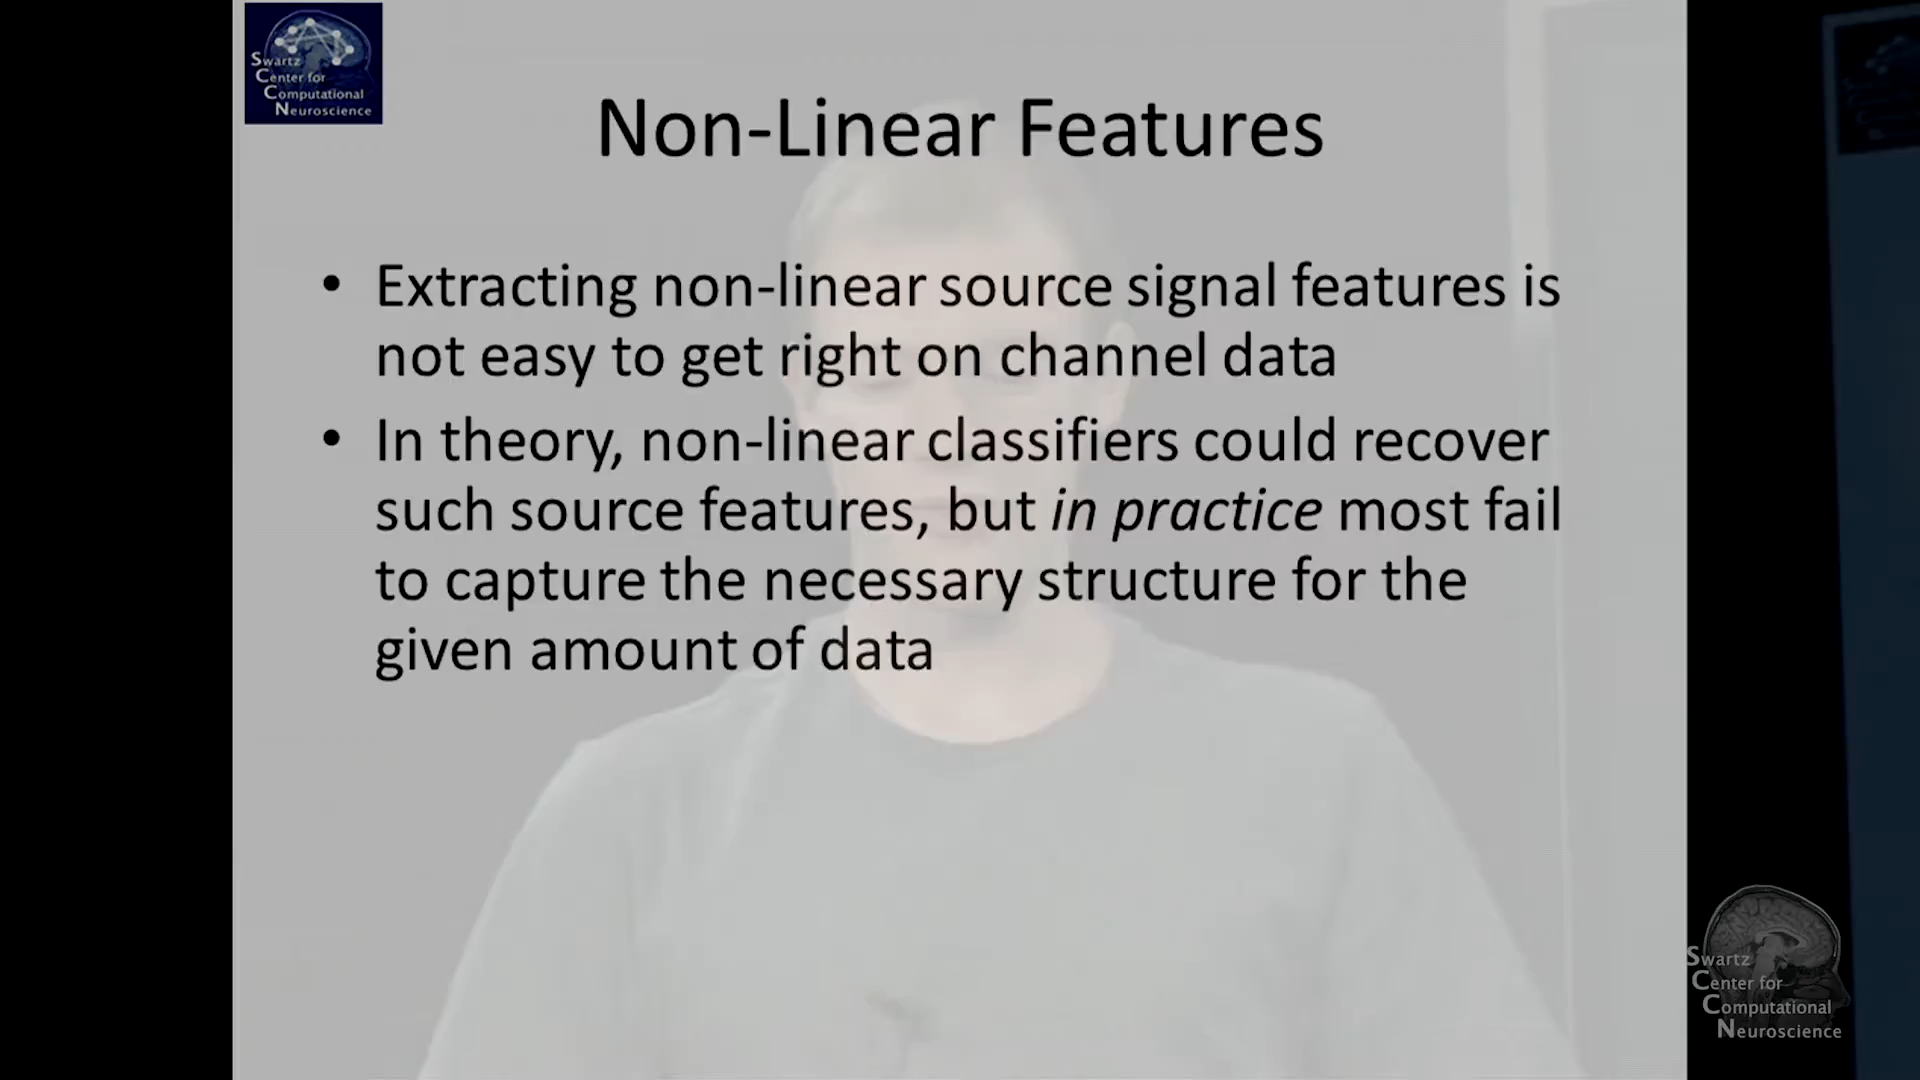 Swartz
Center for
Computational
Neuroscience
Non-Linear Features
• Extracting non-linear source signal features is
not easy to get right on channel data
• In theory, non-linear classifiers could recover
such source features, but in practice most fail
to capture the necessary structure for the
given amount of data
Swartz
Center for
Computational
Neuroscience